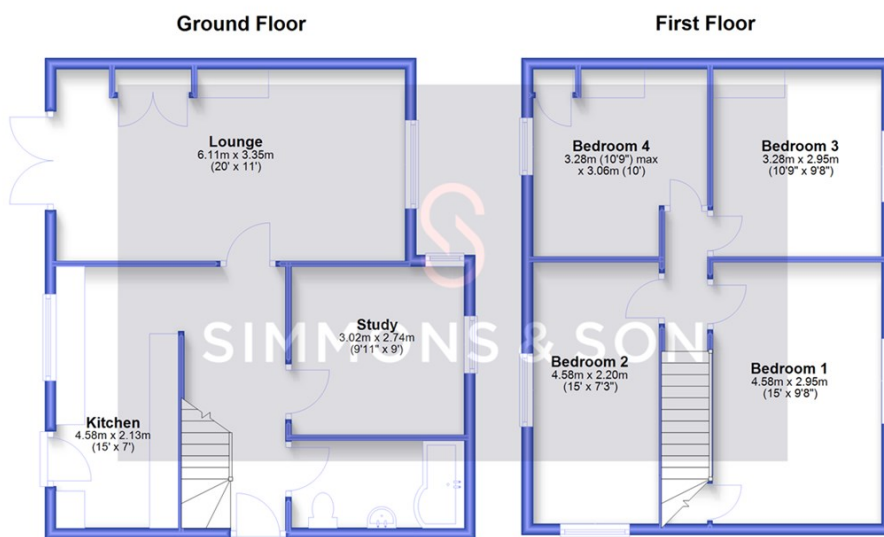 Ground Floor
First Floor
Lounge
6.11m x 3.35m
(20' x 11')
Bedroom 4
3.28m (10'9") max
x 3.06m (10')
Bedroom 3
3.28m x 2.95m
(10'9" x 9'8")
Study
3.02m x 2.74m
(9'11" x 9')
SIMMONS & SON
Bedroom 2
4.58m x 2.20m
(15' x 7'3")
Bedroom 1
4.58m x 2.95m
(15' x 9'8")
Kitchen
4.58m x 2.13m
(15' x 7')